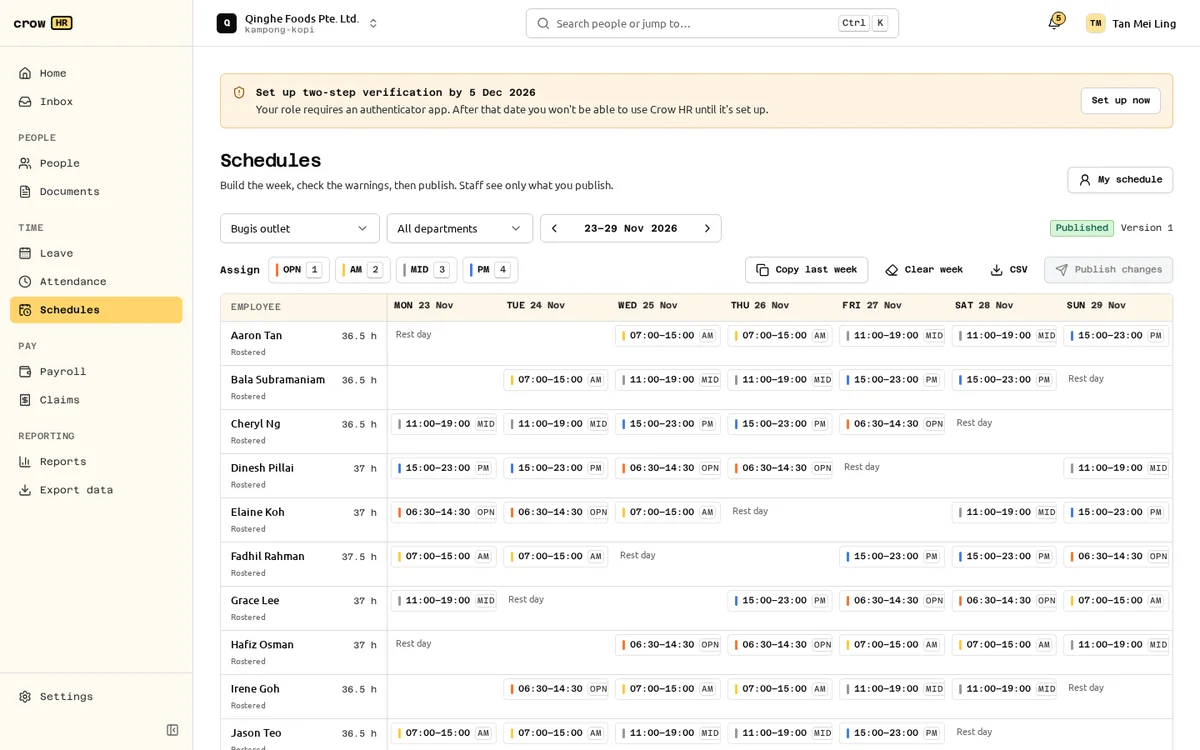 crow HR
Q
Qinghe Foods Pte. Ltd.
kampong-kopi
Search people or jump to...
Ctrl K
5
TM
Tan Mei Ling
Home
Inbox
PEOPLE
People
Documents
TIME
Leave
Attendance
Schedules
PAY
Payroll
Claims
REPORTING
Reports
Export data
Settings
Set up two-step verification by 5 Dec 2026
Your role requires an authenticator app. After that date you won't be able to use Crow HR until it's set up.
Set up now
Schedules
Build the week, check the warnings, then publish. Staff see only what you publish.
My schedule
Bugis outlet
All departments
23–29 Nov 2026
Published
Version 1
Assign
OPN 1
AM 2
MID 3
PM 4
Copy last week
Clear week
CSV
Publish changes
EMPLOYEE MON 23 Nov TUE 24 Nov WED 25 Nov THU 26 Nov FRI 27 Nov SAT 28 Nov SUN 29 Nov
Aaron Tan 36.5 h Rest day 07:00–15:00 AM 07:00–15:00 AM 11:00–19:00 MID 11:00–19:00 MID 15:00–23:00 PM
Rostered
Bala Subramaniam 36.5 h 07:00–15:00 AM 11:00–19:00 MID 11:00–19:00 MID 15:00–23:00 PM 15:00–23:00 PM Rest day
Rostered
Cheryl Ng 36.5 h 11:00–19:00 MID 11:00–19:00 MID 15:00–23:00 PM 15:00–23:00 PM 06:30–14:30 OPN Rest day
Rostered
Dinesh Pillai 37 h 15:00–23:00 PM 15:00–23:00 PM 06:30–14:30 OPN 06:30–14:30 OPN Rest day 11:00–19:00 MID
Rostered
Elaine Koh 37 h 06:30–14:30 OPN 06:30–14:30 OPN 07:00–15:00 AM Rest day 11:00–19:00 MID 15:00–23:00 PM
Rostered
Fadhil Rahman 37.5 h 07:00–15:00 AM 07:00–15:00 AM Rest day 15:00–23:00 PM 15:00–23:00 PM 06:30–14:30 OPN
Rostered
Grace Lee 37 h 11:00–19:00 MID Rest day 15:00–23:00 PM 06:30–14:30 OPN 06:30–14:30 OPN 07:00–15:00 AM
Rostered
Hafiz Osman 37 h Rest day 06:30–14:30 OPN 06:30–14:30 OPN 07:00–15:00 AM 07:00–15:00 AM 11:00–19:00 MID
Rostered
Irene Goh 36.5 h 06:30–14:30 OPN 07:00–15:00 AM 07:00–15:00 AM 11:00–19:00 MID 11:00–19:00 MID Rest day
Rostered
Jason Teo 36.5 h 07:00–15:00 AM 07:00–15:00 AM 11:00–19:00 MID 11:00–19:00 MID 15:00–23:00 PM Rest day
Rostered